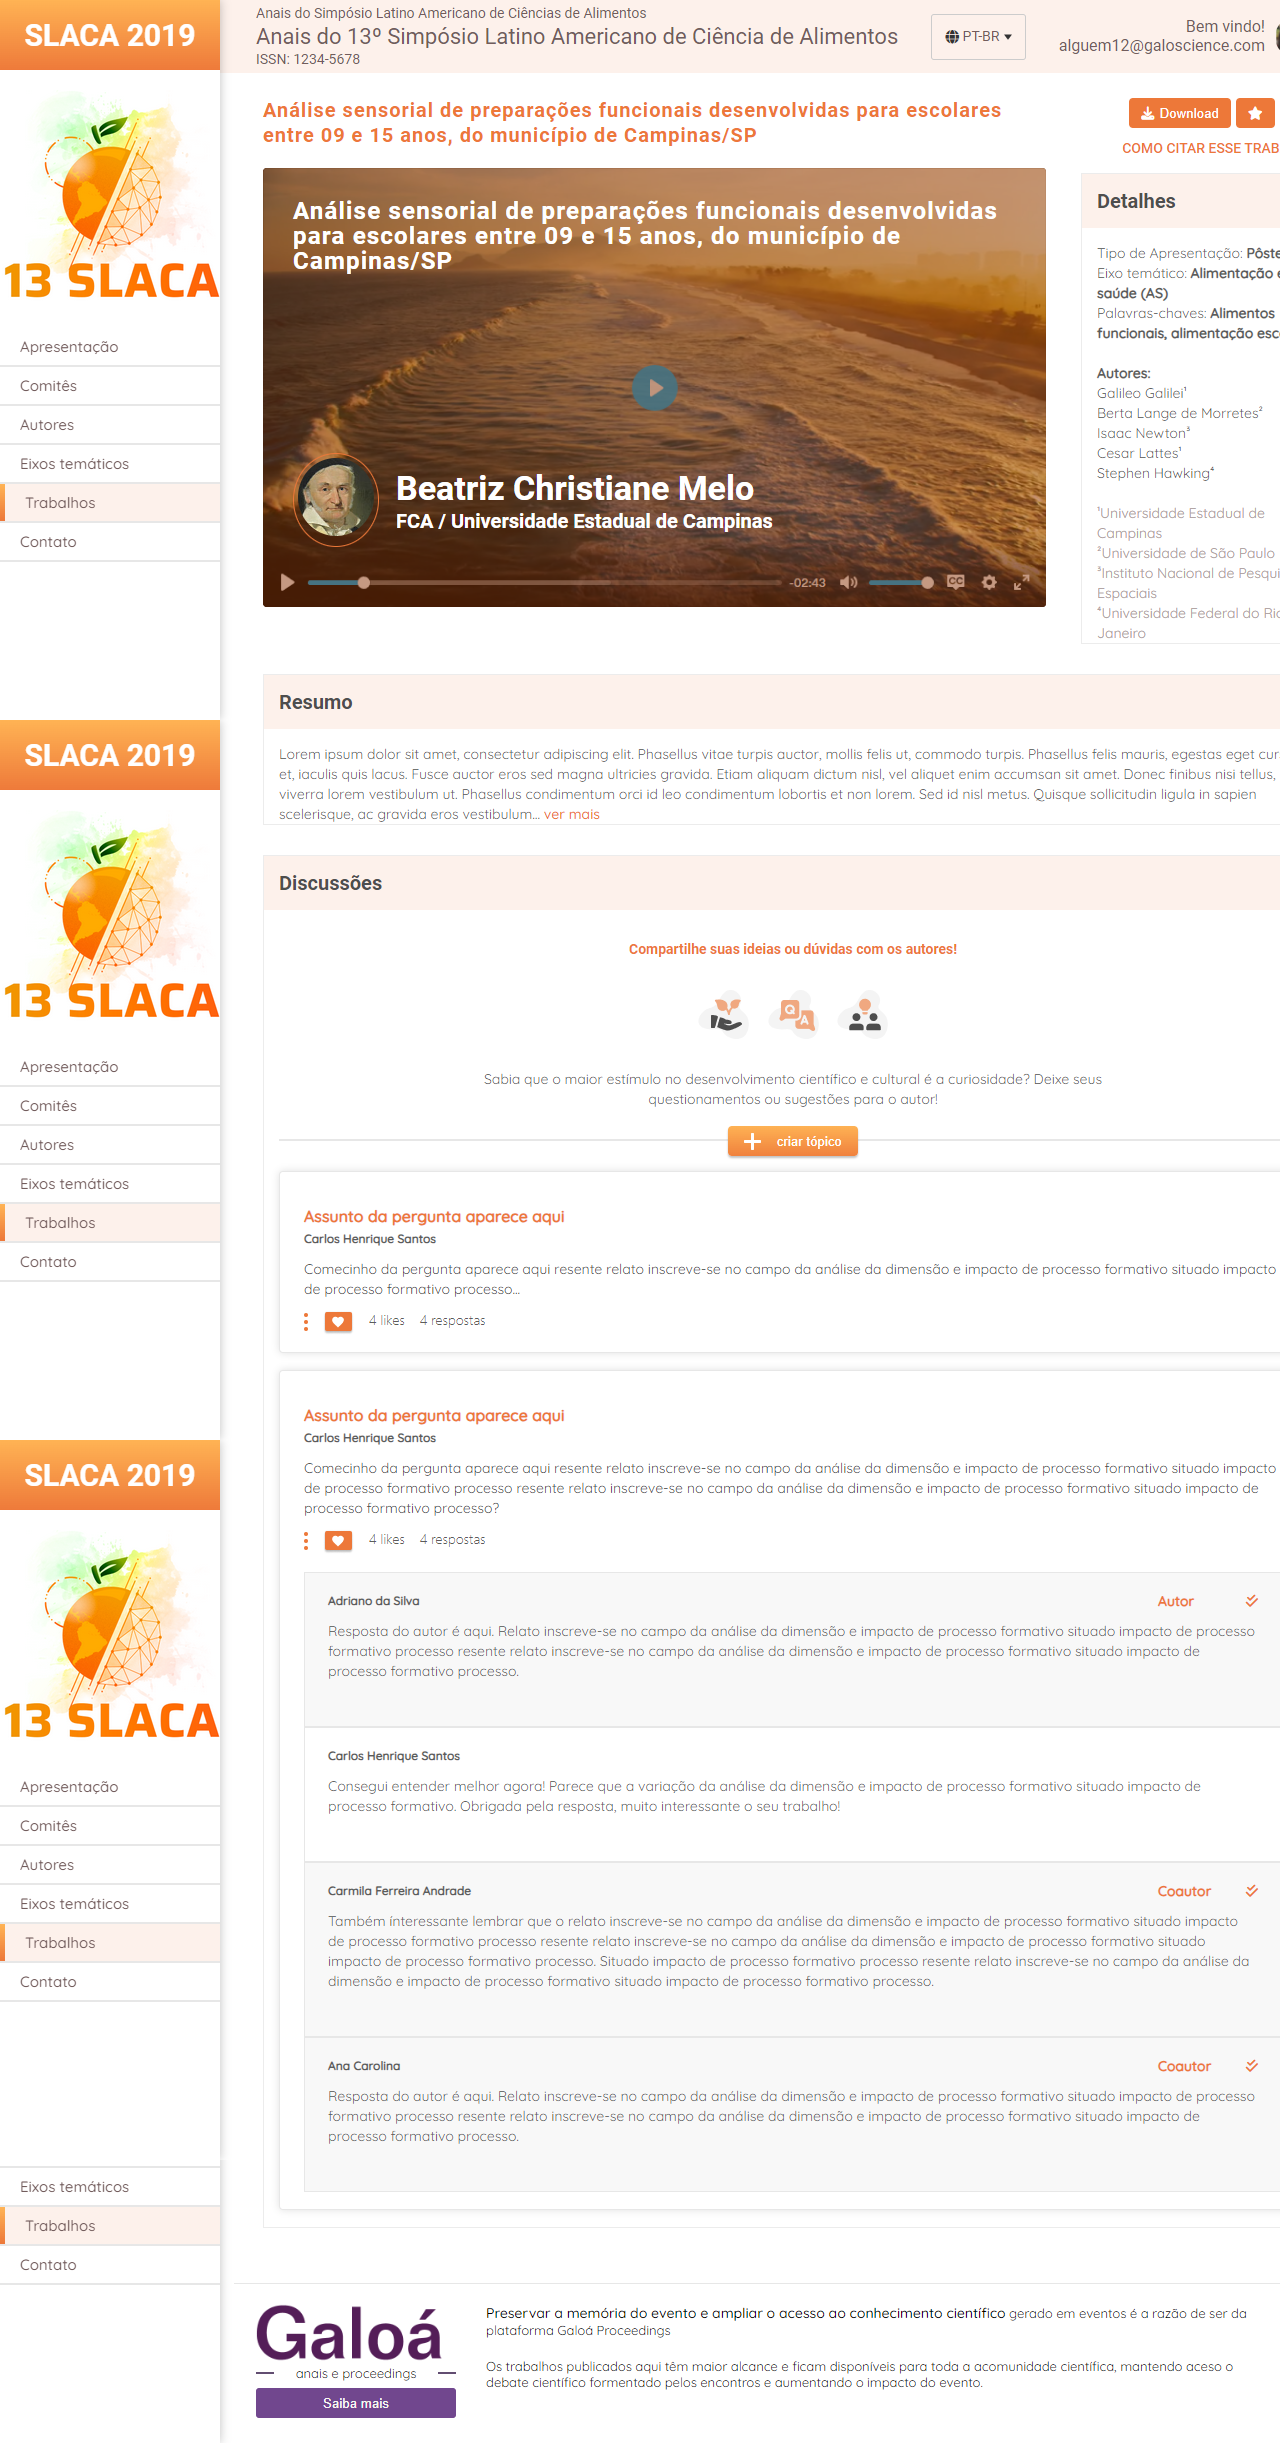 SLACA 2019
13 SLACA
Apresentação
Comitês
Autores
Eixos temáticos
Trabalhos
Contato
SLACA 2019
13 SLACA
Apresentação
Comitês
Autores
Eixos temáticos
Trabalhos
Contato
SLACA 2019
13 SLACA
Apresentação
Comitês
Autores
Eixos temáticos
Trabalhos
Contato
Eixos temáticos
Trabalhos
Contato
Anais do Simpósio Latino Americano de Ciências de Alimentos
Anais do 13º Simpósio Latino Americano de Ciência de Alimentos
ISSN: 1234-5678
PT-BR
Bem vindo!
alguem12@galoscience.com
Análise sensorial de preparações funcionais desenvolvidas para escolares
entre 09 e 15 anos, do município de Campinas/SP
Download
COMO CITAR ESSE TRAB
Análise sensorial de preparações funcionais desenvolvidas
para escolares entre 09 e 15 anos, do município de
Campinas/SP
Beatriz Christiane Melo
FCA / Universidade Estadual de Campinas
-02:43
CC
Detalhes
Tipo de Apresentação: Pôste
Eixo temático: Alimentação e
saúde (AS)
Palavras-chaves: Alimentos
funcionais, alimentação esc
Autores:
Galileo Galilei¹
Berta Lange de Morretes²
Isaac Newton³
Cesar Lattes¹
Stephen Hawking⁴
¹Universidade Estadual de
Campinas
²Universidade de São Paulo
³Instituto Nacional de Pesqui
Espaciais
⁴Universidade Federal do Rio
Janeiro
Resumo
Lorem ipsum dolor sit amet, consectetur adipiscing elit. Phasellus vitae turpis auctor, mollis felis ut, commodo turpis. Phasellus felis mauris, egestas eget cur
et, iaculis quis lacus. Fusce auctor eros sed magna ultricies gravida. Etiam aliquam dictum nisl, vel aliquet enim accumsan sit amet. Donec finibus nisi tellus,
viverra lorem vestibulum ut. Phasellus condimentum orci id leo condimentum lobortis et non lorem. Sed id nisl metus. Quisque sollicitudin ligula in sapien
scelerisque, ac gravida eros vestibulum... ver mais
Discussões
Compartilhe suas ideias ou dúvidas com os autores!
Q A
Sabia que o maior estímulo no desenvolvimento científico e cultural é a curiosidade? Deixe seus
questionamentos ou sugestões para o autor!
criar tópico
Assunto da pergunta aparece aqui
Carlos Henrique Santos
Comecinho da pergunta aparece aqui resente relato inscreve-se no campo da análise da dimensão e impacto de processo formativo situado impacto
de processo formativo processo...
4 likes 4 respostas
Assunto da pergunta aparece aqui
Carlos Henrique Santos
Comecinho da pergunta aparece aqui resente relato inscreve-se no campo da análise da dimensão e impacto de processo formativo situado impacto
de processo formativo processo resente relato inscreve-se no campo da análise da dimensão e impacto de processo formativo situado impacto de
processo formativo processo?
4 likes 4 respostas
Adriano da Silva Autor
Resposta do autor é aqui. Relato inscreve-se no campo da análise da dimensão e impacto de processo formativo situado impacto de processo
formativo processo resente relato inscreve-se no campo da análise da dimensão e impacto de processo formativo situado impacto de
processo formativo processo.
Carlos Henrique Santos
Consegui entender melhor agora! Parece que a variação da análise da dimensão e impacto de processo formativo situado impacto de
processo formativo. Obrigada pela resposta, muito interessante o seu trabalho!
Carmila Ferreira Andrade Coautor
Também ínteressante lembrar que o relato inscreve-se no campo da análise da dimensão e impacto de processo formativo situado impacto
de processo formativo processo resente relato inscreve-se no campo da análise da dimensão e impacto de processo formativo situado
impacto de processo formativo processo. Situado impacto de processo formativo processo resente relato inscreve-se no campo da análise da
dimensão e impacto de processo formativo situado impacto de processo formativo processo.
Ana Carolina Coautor
Resposta do autor é aqui. Relato inscreve-se no campo da análise da dimensão e impacto de processo formativo situado impacto de processo
formativo processo resente relato inscreve-se no campo da análise da dimensão e impacto de processo formativo situado impacto de
processo formativo processo.
Galoá
anais e proceedings
Saiba mais
Preservar a memória do evento e ampliar o acesso ao conhecimento científico gerado em eventos é a razão de ser da
plataforma Galoá Proceedings
Os trabalhos publicados aqui têm maior alcance e ficam disponíveis para toda a acomunidade científica, mantendo aceso o
debate científico formentado pelos encontros e aumentando o impacto do evento.